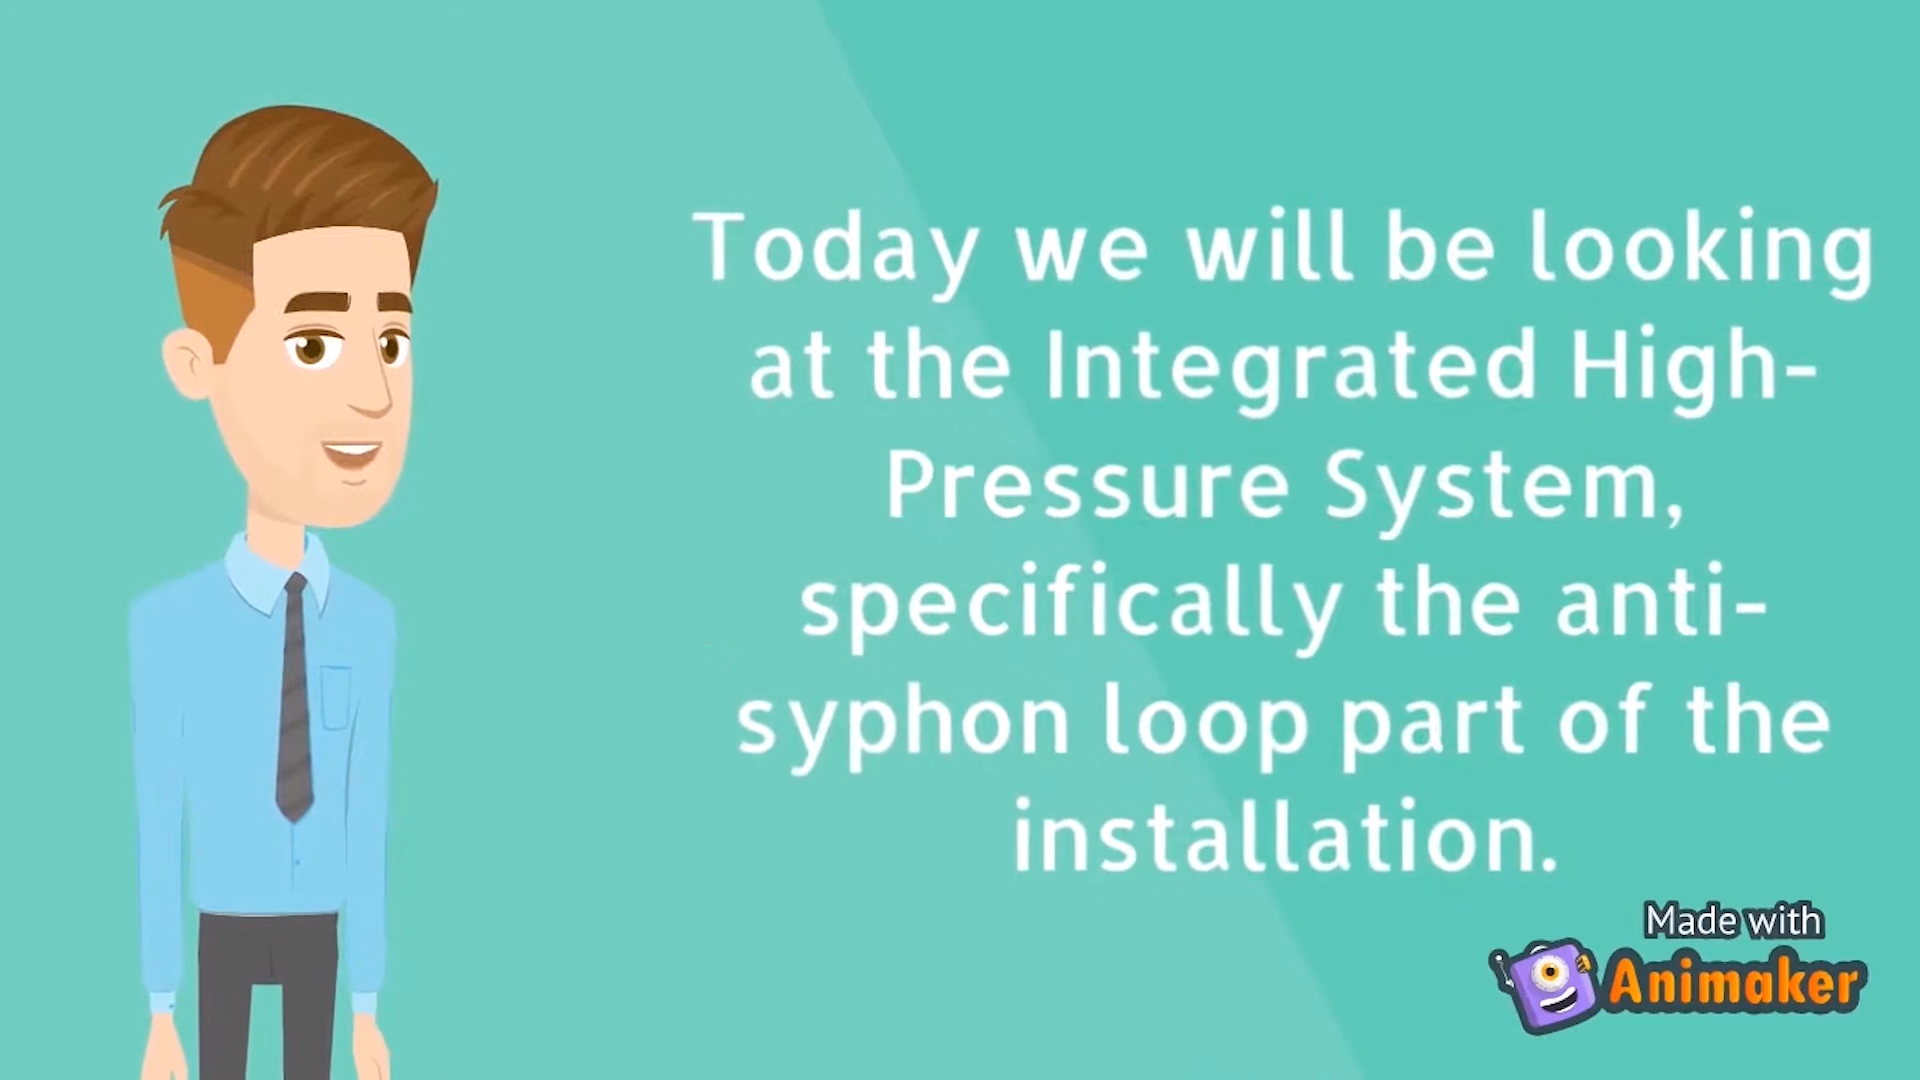 Today we will be looking
at the Integrated High-
Pressure System,
specifically the anti-
syphon loop part of the
installation.
Made with
Animaker